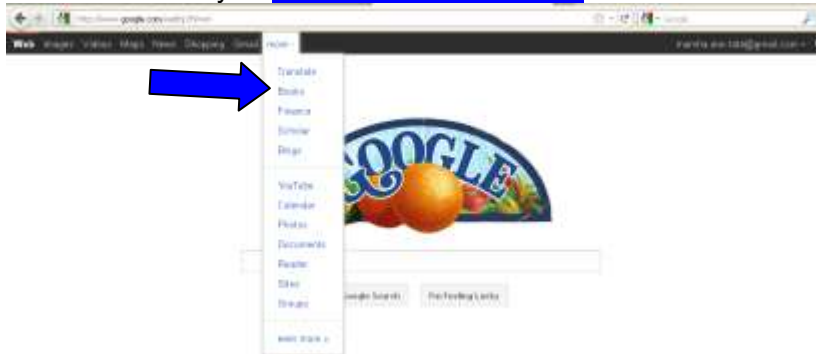 Web Images Videos Maps News Shopping Gmail more
Translate
Books
Finance
Scholar
Blogs
GOOGLE
YouTube
Calendar
Photos
Documents
Reader
Sites
Groups
Google Search I'm Feeling Lucky
even more »